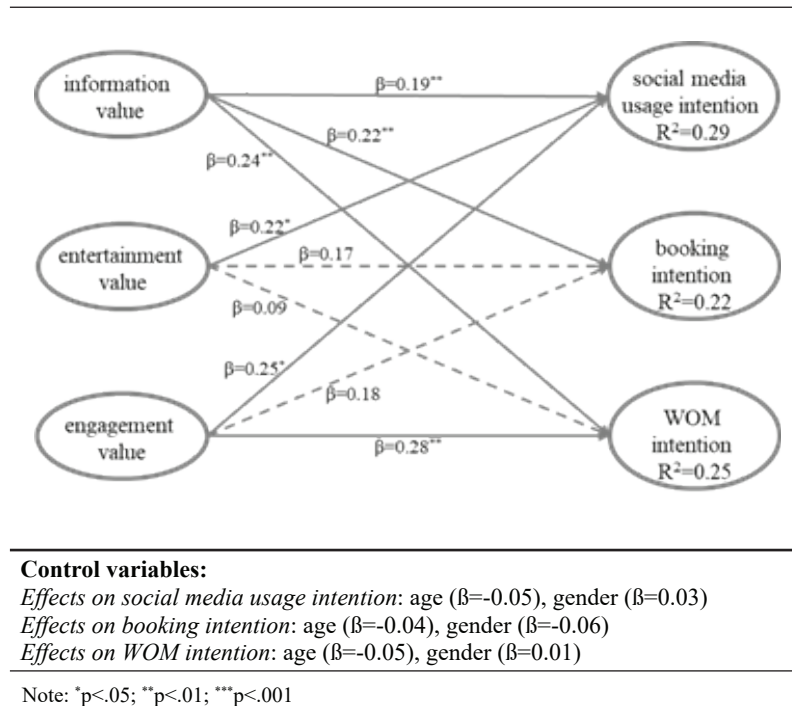 information
value
social media
usage intention
R²=0.29
β=0.19**
β=0.22**
β=0.24**
β=0.22*
entertainment
value
β=0.17
booking
intention
R²=0.22
β=0.09
β=0.25*
β=0.18
engagement
value
β=0.28**
WOM
intention
R²=0.25
Control variables:
Effects on social media usage intention: age (ß=-0.05), gender (ß=0.03)
Effects on booking intention: age (ß=-0.04), gender (ß=-0.06)
Effects on WOM intention: age (ß=-0.05), gender (ß=0.01)
Note: *p<.05; **p<.01; ***p<.001